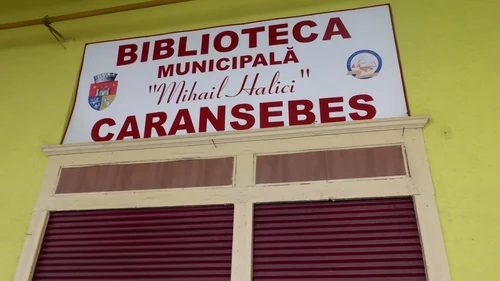 BIBLIOTECA
MUNICIPALĂ
"Mihail Halici"
CARANSEBES